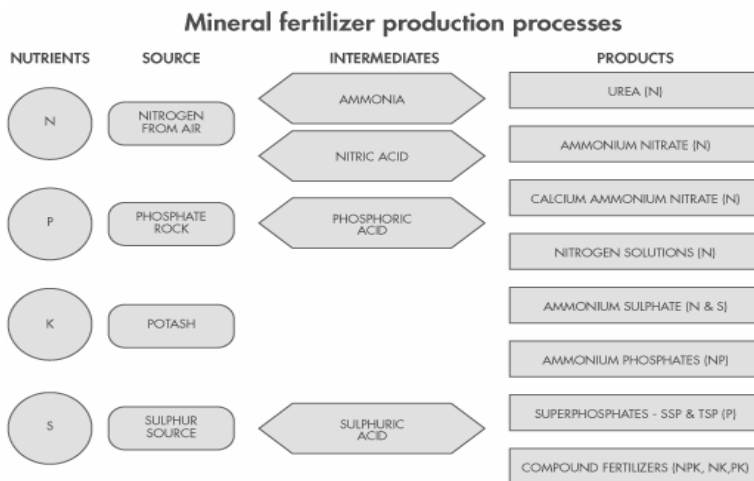 Mineral fertilizer production processes
NUTRIENTS
SOURCE
INTERMEDIATES
PRODUCTS
N
NITROGEN
FROM AIR
AMMONIA
NITRIC ACID
P
PHOSPHATE
ROCK
PHOSPHORIC
ACID
K
POTASH
S
SULPHUR
SOURCE
SULPHURIC
ACID
UREA (N)
AMMONIUM NITRATE (N)
CALCIUM AMMONIUM NITRATE (N)
NITROGEN SOLUTIONS (N)
AMMONIUM SULPHATE (N & S)
AMMONIUM PHOSPHATES (NP)
SUPERPHOSPHATES - SSP & TSP (P)
COMPOUND FERTILIZERS (NPK, NK,PK)